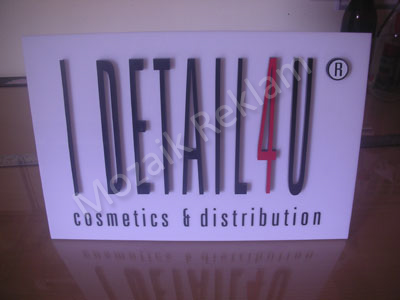 I DETAIL4U®
cosmetics & distribution
Mozaik Reklam